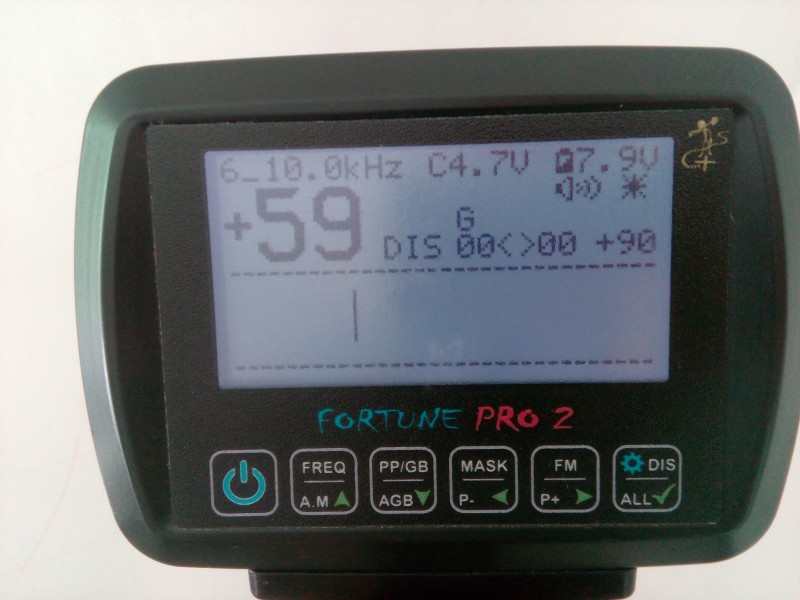 6_10.0kHz C4.7V 7.9V
+59
G
DIS 00<>00 +90
FORTUNE PRO 2
FREQ PP/GB MASK FM DIS
A.M AGB P- P+ ALL